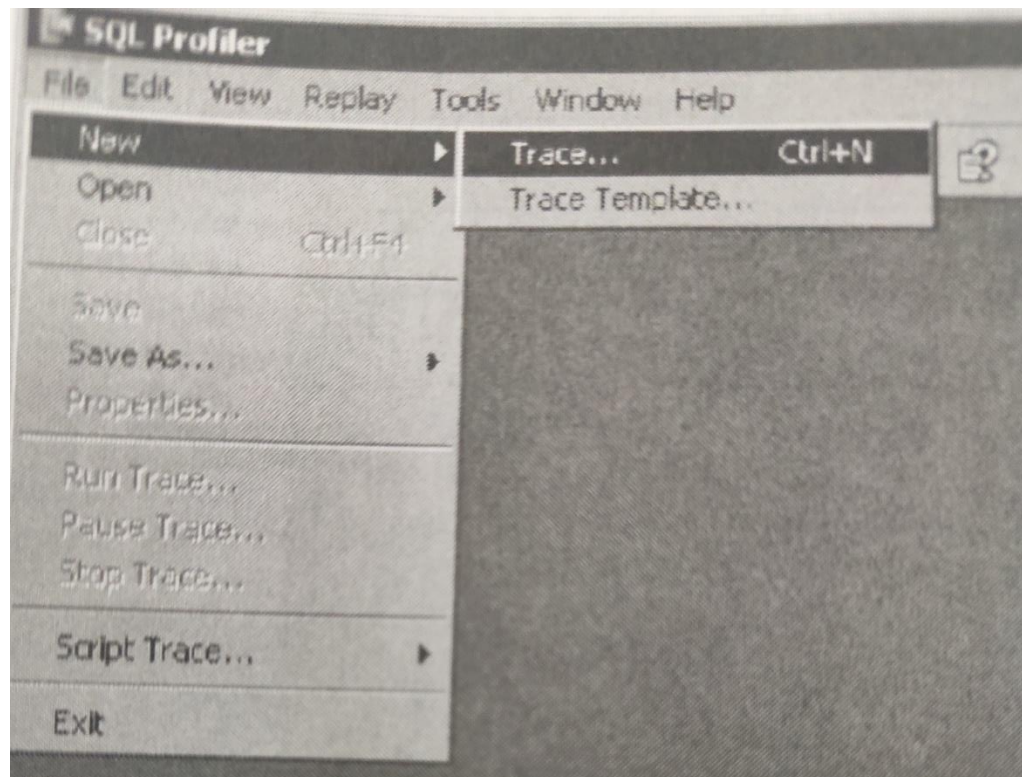 SQL Profiler
File Edit View Replay Tools Window Help
New
Trace... Ctrl+N
Open
Trace Template...
Close Ctrl+F4
Save
Save As...
Properties...
Run Trace...
Pause Trace...
Stop Trace...
Script Trace...
Exit